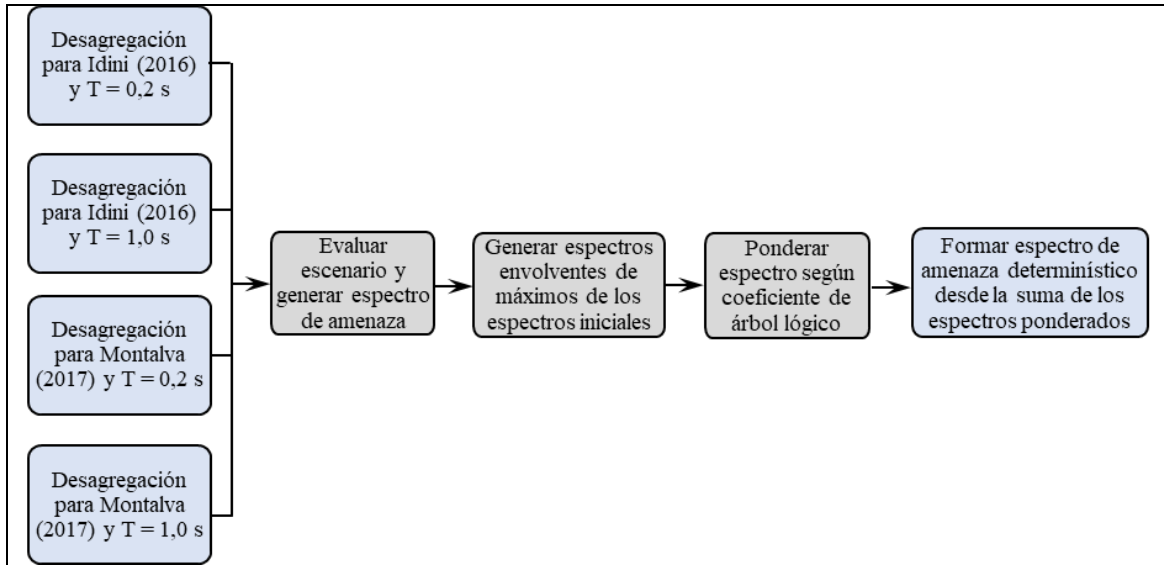 Desagregación
para Idini (2016)
y T = 0,2 s
Desagregación
para Idini (2016)
y T = 1,0 s
Desagregación
para Montalva
(2017) y T = 0,2 s
Desagregación
para Montalva
(2017) y T = 1,0 s
Evaluar
escenario y
generar espectro
de amenaza
Generar espectros
envolventes de
máximos de los
espectros iniciales
Ponderar
espectro según
coeficiente de
árbol lógico
Formar espectro de
amenaza determinístico
desde la suma de los
espectros ponderados